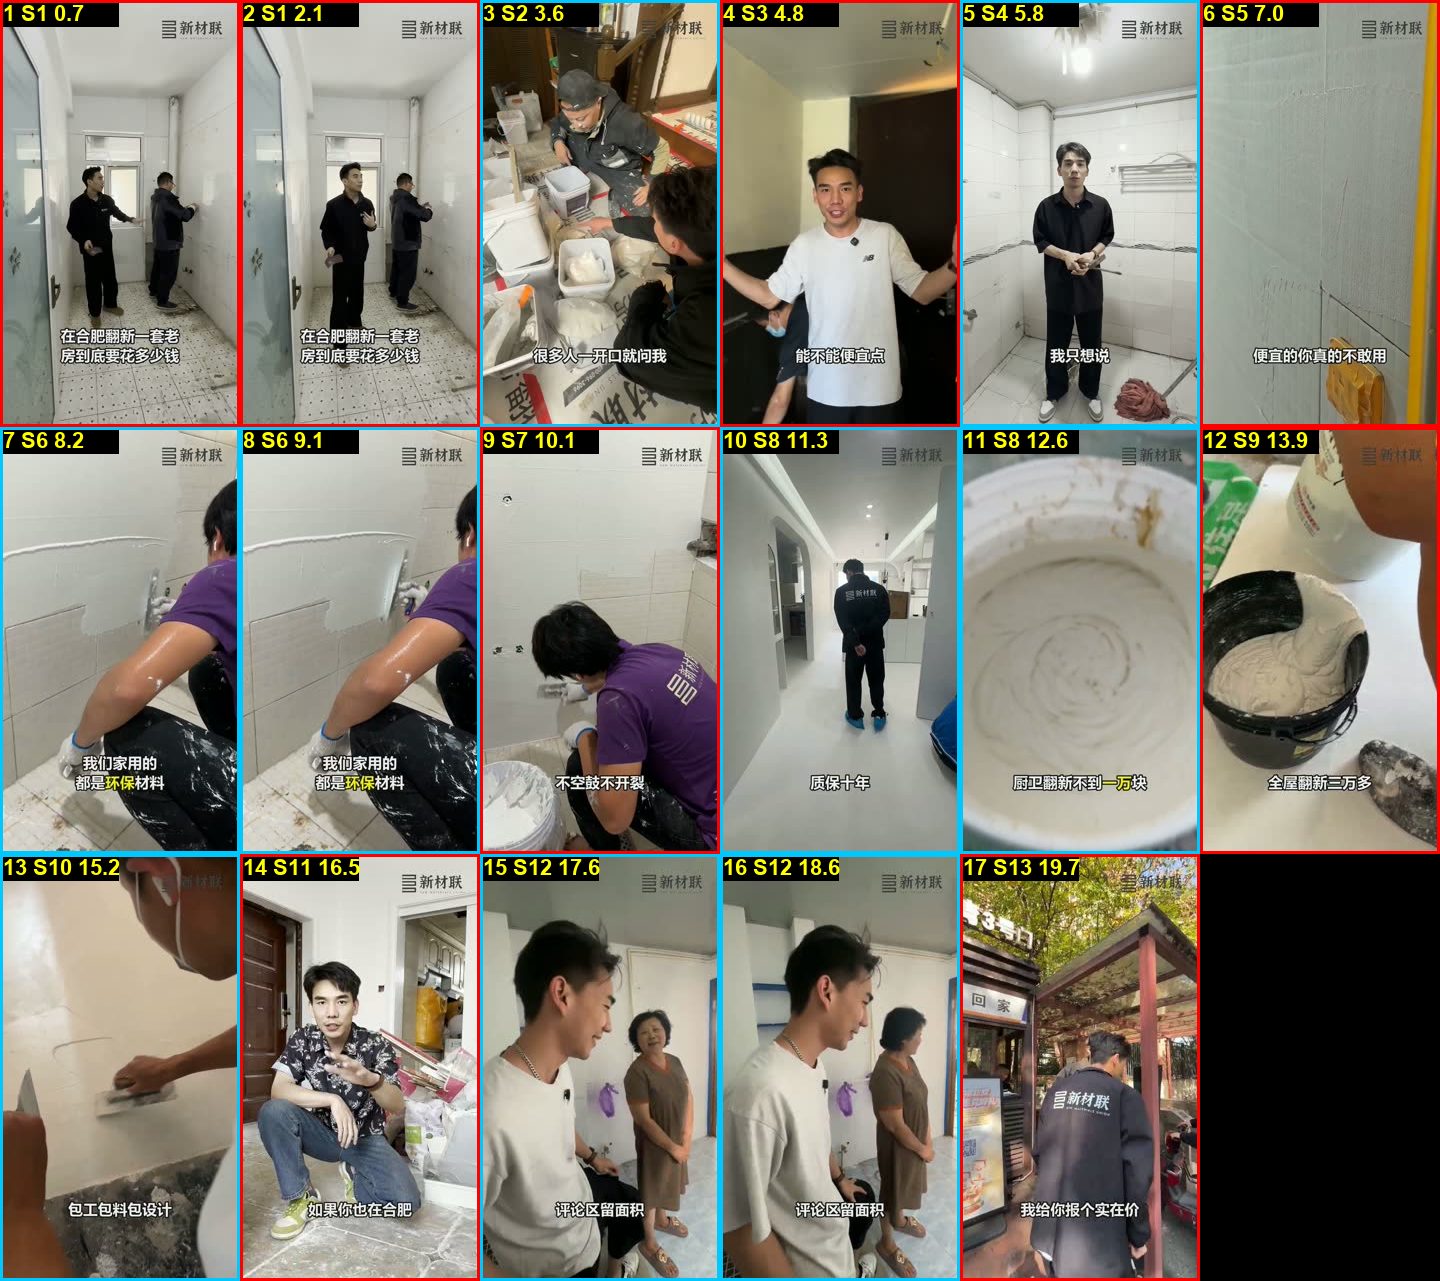 1 S1 0.7
新材联
在合肥翻新一套老
房到底要花多少钱
2 S1 2.1
新材联
在合肥翻新一套老
房到底要花多少钱
3 S2 3.6
新材联
很多人一开口就问我
4 S3 4.8
新材联
能不能便宜点
5 S4 5.8
新材联
我只想说
6 S5 7.0
新材联
便宜的你真的不敢用
7 S6 8.2
新材联
我们家用的
都是环保材料
8 S6 9.1
新材联
我们家用的
都是环保材料
9 S7 10.1
新材联
不空鼓不开裂
10 S8 11.3
新材联
新材联
质保十年
11 S8 12.6
新材联
厨卫翻新不到一万块
12 S9 13.9
新材联
全屋翻新三万多
13 S10 15.2
新材联
包工包料包设计
14 S11 16.5
新材联
如果你也在合肥
15 S12 17.6
新材联
评论区留面积
16 S12 18.6
新材联
评论区留面积
17 S13 19.7
新材联
3号门
回家
新材联
我给你报个实在价